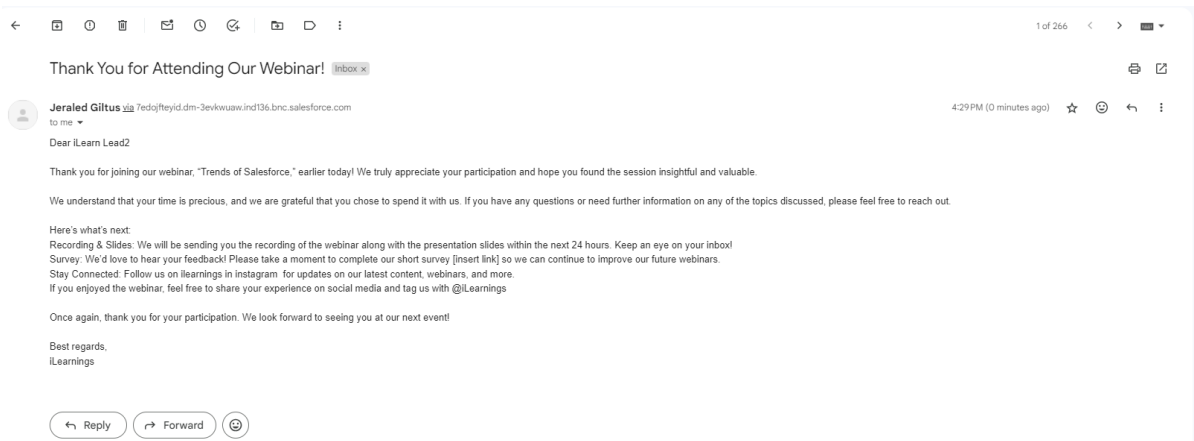 1 of 266
Thank You for Attending Our Webinar! Inbox x
Jeraled Giltus via 7edojfteyid.dm-3evkwuaw.ind136.bnc.salesforce.com 4:29 PM (0 minutes ago)
to me
Dear iLearn Lead2
Thank you for joining our webinar, "Trends of Salesforce," earlier today! We truly appreciate your participation and hope you found the session insightful and valuable.
We understand that your time is precious, and we are grateful that you chose to spend it with us. If you have any questions or need further information on any of the topics discussed, please feel free to reach out.
Here's what's next:
Recording & Slides: We will be sending you the recording of the webinar along with the presentation slides within the next 24 hours. Keep an eye on your inbox!
Survey: We'd love to hear your feedback! Please take a moment to complete our short survey [insert link] so we can continue to improve our future webinars.
Stay Connected: Follow us on ilearnings in instagram  for updates on our latest content, webinars, and more.
If you enjoyed the webinar, feel free to share your experience on social media and tag us with @iLearnings
Once again, thank you for your participation. We look forward to seeing you at our next event!
Best regards,
iLearnings
Reply Forward